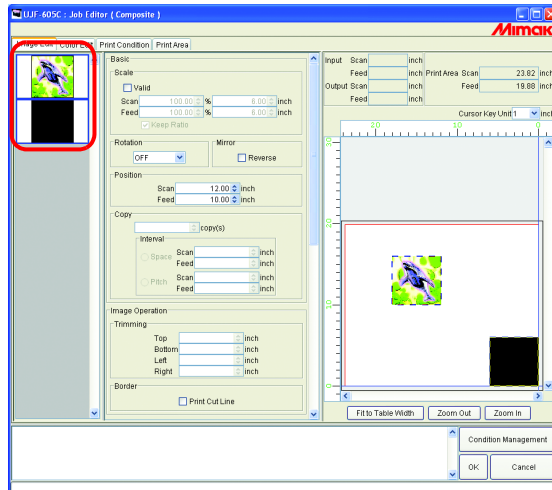 UJF-605C : Job Editor ( Composite )
Mimaki
Image Edit Color Edit Print Condition Print Area
Basic
Scale
Valid
Scan 100.00 % 6.00 inch
Feed 100.00 % 6.00 inch
Keep Ratio
Rotation
OFF
Mirror
Reverse
Position
Scan 12.00 inch
Feed 10.00 inch
Copy
copy(s)
Interval
Space Scan inch
Feed inch
Pitch Scan inch
Feed inch
Image Operation
Trimming
Top inch
Bottom inch
Left inch
Right inch
Border
Print Cut Line
Input Scan inch
Feed inch Print Area Scan 23.82 inch
Output Scan inch Feed 19.88 inch
Feed inch
Cursor Key Unit 1 inch
20 10 0
10
0
Fit to Table Width Zoom Out Zoom In
Condition Management
OK Cancel